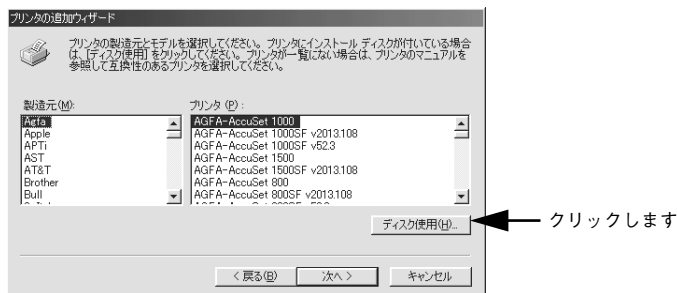 プリンタの追加ウィザード
プリンタの製造元とモデルを選択してください。プリンタにインストール ディスクが付いている場合
は、[ディスク使用] をクリックしてください。プリンタが一覧にない場合は、プリンタのマニュアルを
参照して互換性のあるプリンタを選択してください。
製造元(M):
プリンタ (P) :
Agfa
Apple
APTi
AST
AT&T
Brother
Bull
AGFA-AccuSet 1000
AGFA-AccuSet 1000SF v2013.108
AGFA-AccuSet 1000SF v52.3
AGFA-AccuSet 1500
AGFA-AccuSet 1500SF v2013.108
AGFA-AccuSet 800
AGFA-AccuSet 800SF v2013.108
ディスク使用(H)...
クリックします
< 戻る(B)
次へ >
キャンセル